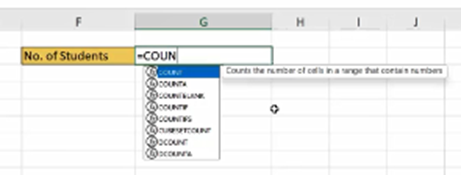 F G H I J
No. of Students =COUN
COUNT Counts the number of cells in a range that contain numbers
COUNTA
COUNTBLANK
COUNTIF
COUNTIFS
CUBESETCOUNT
DCOUNT
DCOUNTA